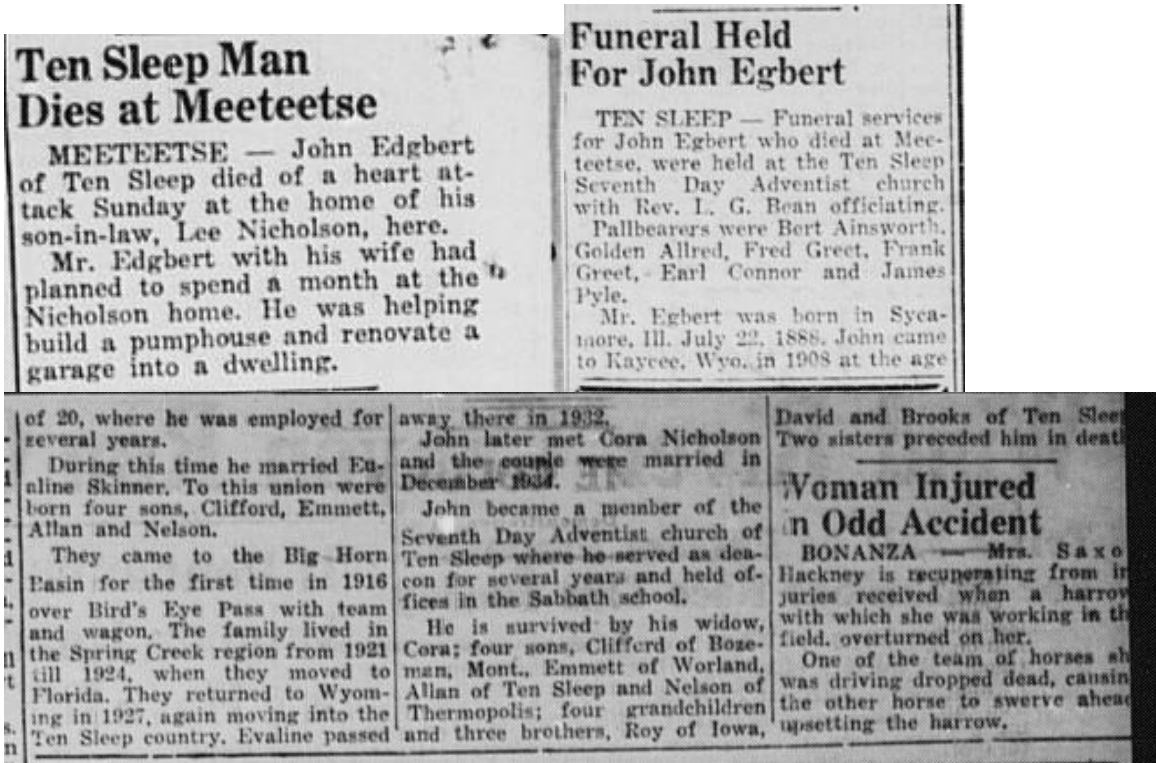 Ten Sleep Man
Dies at Meeteetse
MEETEETSE — John Edgbert
of Ten Sleep died of a heart at-
tack Sunday at the home of his
son-in-law, Lee Nicholson, here.
Mr. Edgbert with his wife had
planned to spend a month at the
Nicholson home. He was helping
build a pumphouse and renovate a
garage into a dwelling.
Funeral Held
For John Egbert
TEN SLEEP — Funeral services
for John Egbert who died at Mee-
teetse, were held at the Ten Sleep
Seventh Day Adventist church
with Rev. L. G. Bean officiating.
Pallbearers were Bert Ainsworth,
Golden Allred, Fred Greet, Frank
Greet, Earl Connor and James
Pyle.
Mr. Egbert was born in Syca-
more, Ill. July 22, 1888. John came
to Kaycee, Wyo. in 1908 at the age
of 20, where he was employed for
several years.
During this time he married Eu-
aline Skinner. To this union were
born four sons, Clifford, Emmett,
Allan and Nelson.
They came to the Big Horn
Basin for the first time in 1916
over Bird's Eye Pass with team
and wagon. The family lived in
the Spring Creek region from 1921
till 1924, when they moved to
Florida. They returned to Wyom-
ing in 1927, again moving into the
Ten Sleep country. Evaline passed
away there in 1932.
John later met Cora Nicholson
and the couple were married in
December 1934.
John became a member of the
Seventh Day Adventist church of
Ten Sleep where he served as dea-
con for several years and held of-
fices in the Sabbath school.
He is survived by his widow,
Cora; four sons, Clifford of Boze-
man, Mont., Emmett of Worland,
Allan of Ten Sleep and Nelson of
Thermopolis; four grandchildren
and three brothers, Roy of Iowa,
David and Brooks of Ten Sleep
Two sisters preceded him in death
Woman Injured
In Odd Accident
BONANZA — Mrs. Saxo
Hackney is recuperating from in
juries received when a harrow
with which she was working in th
field, overturned on her.
One of the team of horses sh
was driving dropped dead, causin
the other horse to swerve ahead
upsetting the harrow.